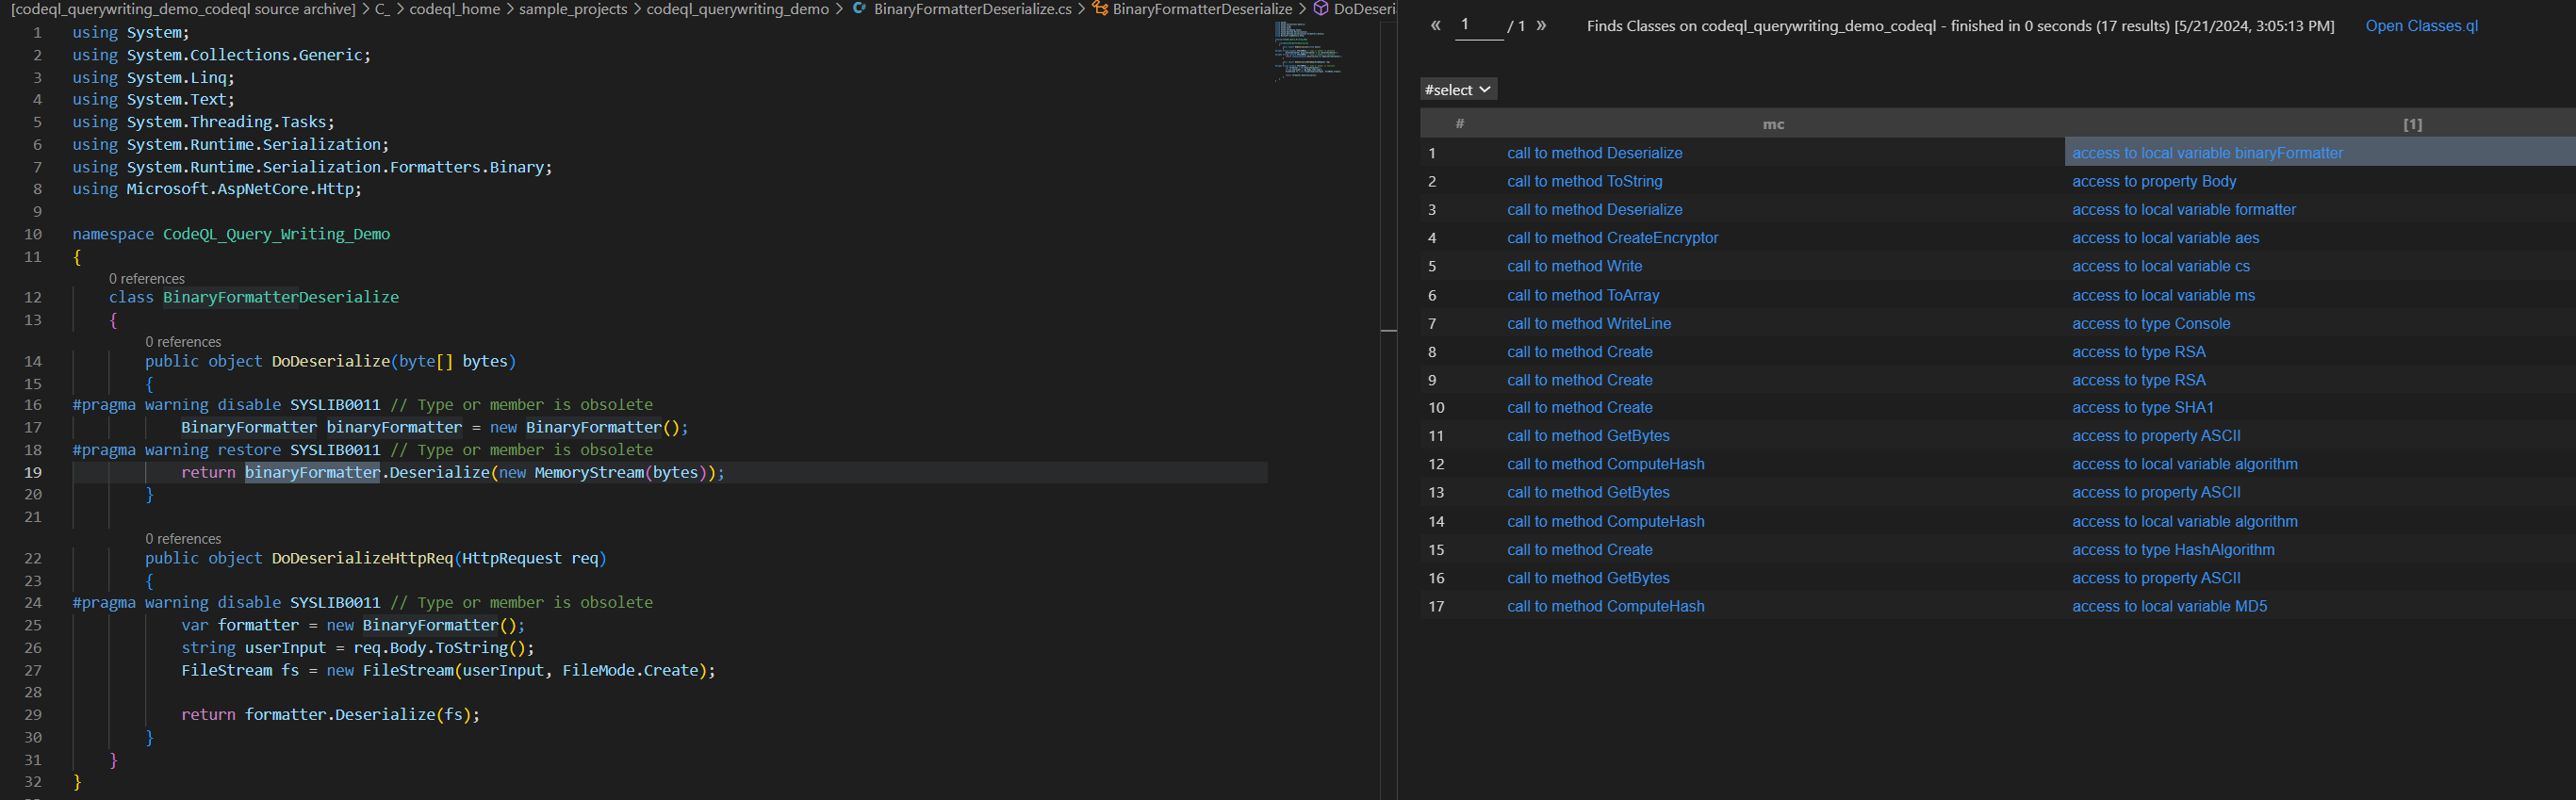 [codeql_querywriting_demo_codeql source archive] > C_ > codeql_home > sample_projects > codeql_querywriting_demo > BinaryFormatterDeserialize.cs > BinaryFormatterDeserialize > DoDeseri
1 using System;
2 using System.Collections.Generic;
3 using System.Linq;
4 using System.Text;
5 using System.Threading.Tasks;
6 using System.Runtime.Serialization;
7 using System.Runtime.Serialization.Formatters.Binary;
8 using Microsoft.AspNetCore.Http;
9
10 namespace CodeQL_Query_Writing_Demo
11 {
0 references
12 class BinaryFormatterDeserialize
13 {
0 references
14 public object DoDeserialize(byte[] bytes)
15 {
16 #pragma warning disable SYSLIB0011 // Type or member is obsolete
17 BinaryFormatter binaryFormatter = new BinaryFormatter();
18 #pragma warning restore SYSLIB0011 // Type or member is obsolete
19 return binaryFormatter.Deserialize(new MemoryStream(bytes));
20 }
21
0 references
22 public object DoDeserializeHttpReq(HttpRequest req)
23 {
24 #pragma warning disable SYSLIB0011 // Type or member is obsolete
25 var formatter = new BinaryFormatter();
26 string userInput = req.Body.ToString();
27 FileStream fs = new FileStream(userInput, FileMode.Create);
28
29 return formatter.Deserialize(fs);
30 }
31 }
32 }
« 1 / 1 » Finds Classes on codeql_querywriting_demo_codeql - finished in 0 seconds (17 results) [5/21/2024, 3:05:13 PM] Open Classes.ql
#select
# mc [1]
1 call to method Deserialize access to local variable binaryFormatter
2 call to method ToString access to property Body
3 call to method Deserialize access to local variable formatter
4 call to method CreateEncryptor access to local variable aes
5 call to method Write access to local variable cs
6 call to method ToArray access to local variable ms
7 call to method WriteLine access to type Console
8 call to method Create access to type RSA
9 call to method Create access to type RSA
10 call to method Create access to type SHA1
11 call to method GetBytes access to property ASCII
12 call to method ComputeHash access to local variable algorithm
13 call to method GetBytes access to property ASCII
14 call to method ComputeHash access to local variable algorithm
15 call to method Create access to type HashAlgorithm
16 call to method GetBytes access to property ASCII
17 call to method ComputeHash access to local variable MD5